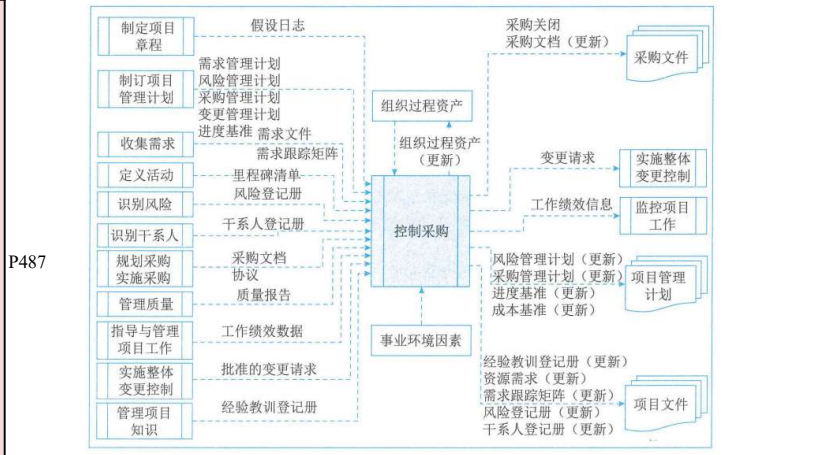 P487
制定项目
章程
假设日志
制订项目
管理计划
需求管理计划
风险管理计划
采购管理计划
变更管理计划
进度基准
收集需求
需求文件
需求跟踪矩阵
定义活动
里程碑清单
识别风险
风险登记册
识别干系人
干系人登记册
规划采购
实施采购
采购文档
协议
管理质量
质量报告
指导与管理
项目工作
工作绩效数据
实施整体
变更控制
批准的变更请求
管理项目
知识
经验教训登记册
组织过程资产
组织过程资产
(更新)
控制采购
事业环境因素
采购关闭
采购文档(更新)
采购文件
变更请求
实施整体
变更控制
工作绩效信息
监控项目
工作
风险管理计划(更新)
采购管理计划(更新)
进度基准(更新)
成本基准(更新)
项目管理
计划
经验教训登记册(更新)
资源需求(更新)
需求跟踪矩阵(更新)
风险登记册(更新)
干系人登记册(更新)
项目文件